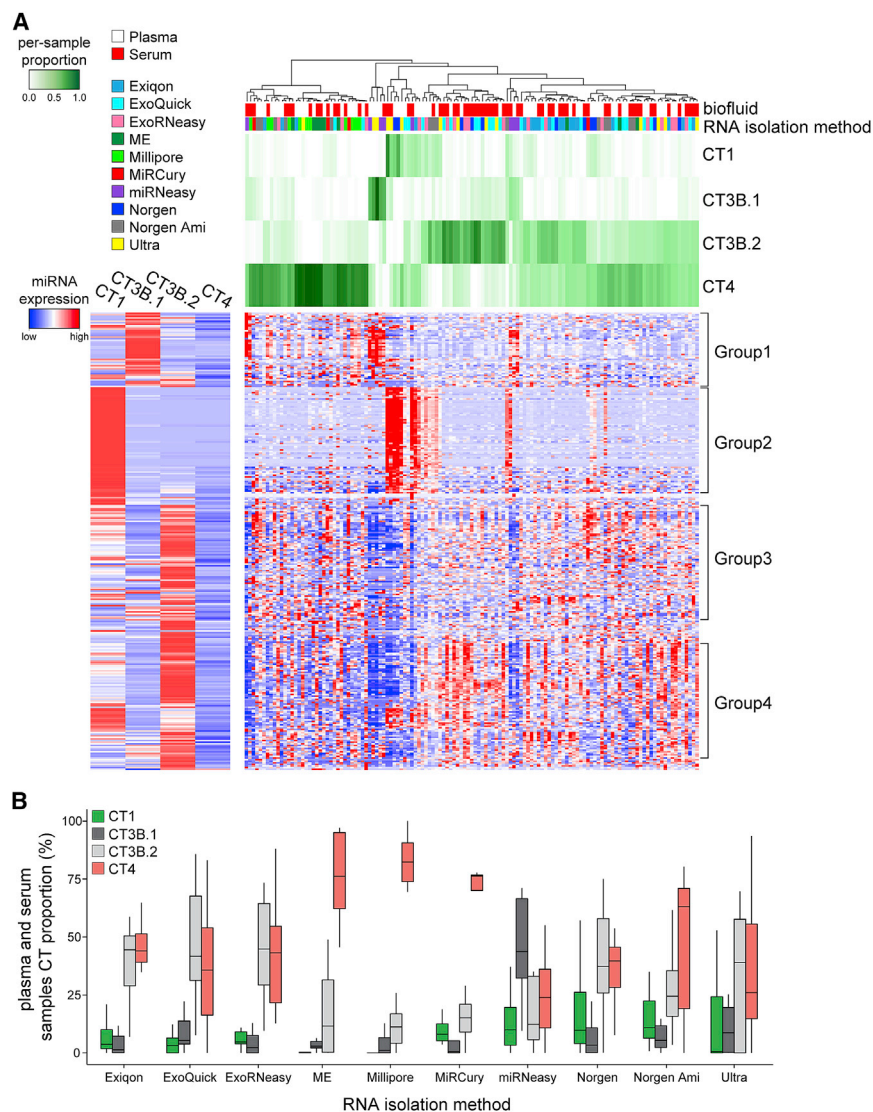 A
per-sample
proportion
0.0 0.5 1.0
Plasma
Serum
Exiqon
ExoQuick
ExoRNeasy
ME
Millipore
MiRCury
miRNeasy
Norgen
Norgen Ami
Ultra
biofluid
RNA isolation method
CT1
CT3B.1
CT3B.2
CT4
miRNA
expression
low high
CT1 CT3B.1 CT3B.2 CT4
Group1
Group2
Group3
Group4
B
CT1
CT3B.1
CT3B.2
CT4
plasma and serum
samples CT proportion (%)
100
75
50
25
0
Exiqon ExoQuick ExoRNeasy ME Millipore MiRCury miRNeasy Norgen Norgen Ami Ultra
RNA isolation method